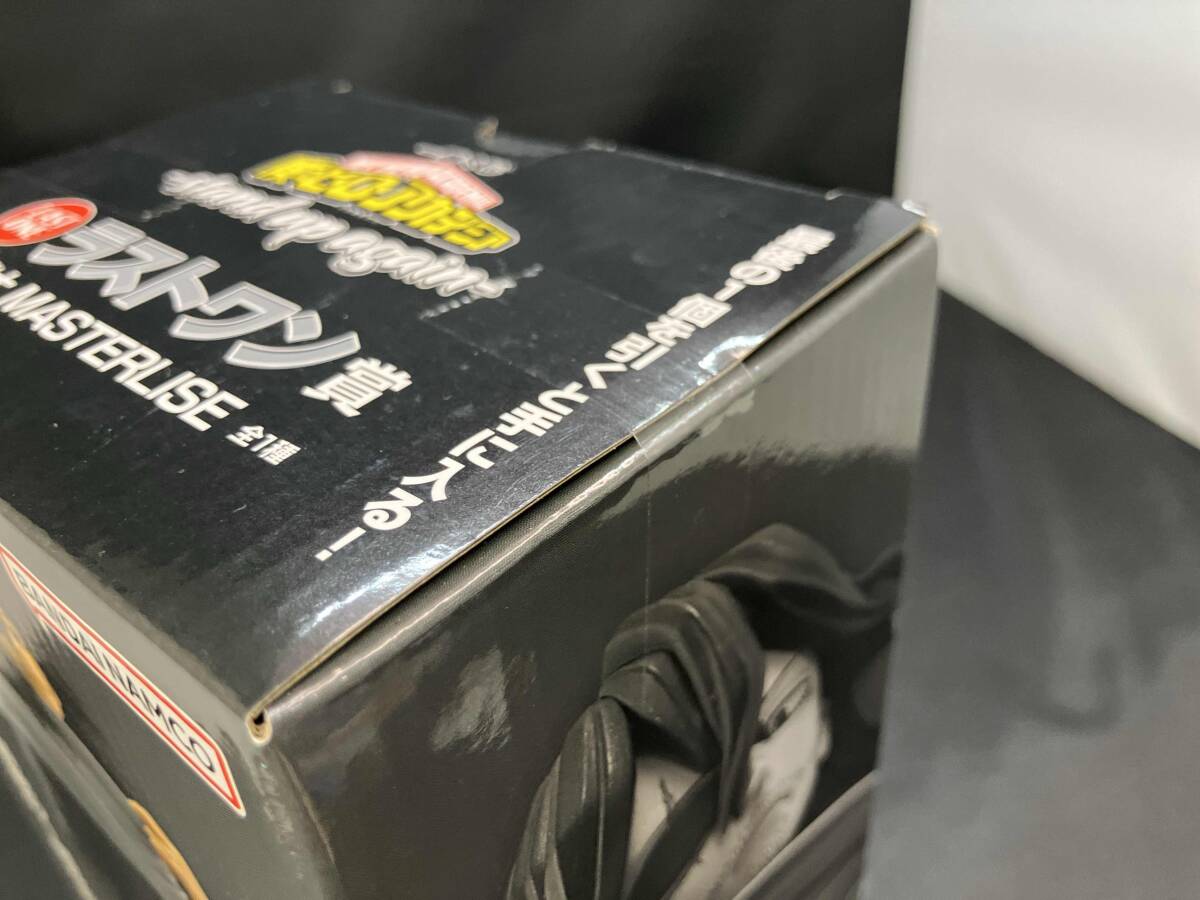 僕のヒーローアカデミア
stand up again
LAST ONE
ラストワン賞
MASTERLISE 全1種
最後の一個を引くと手に入る!
BANDAI NAMCO